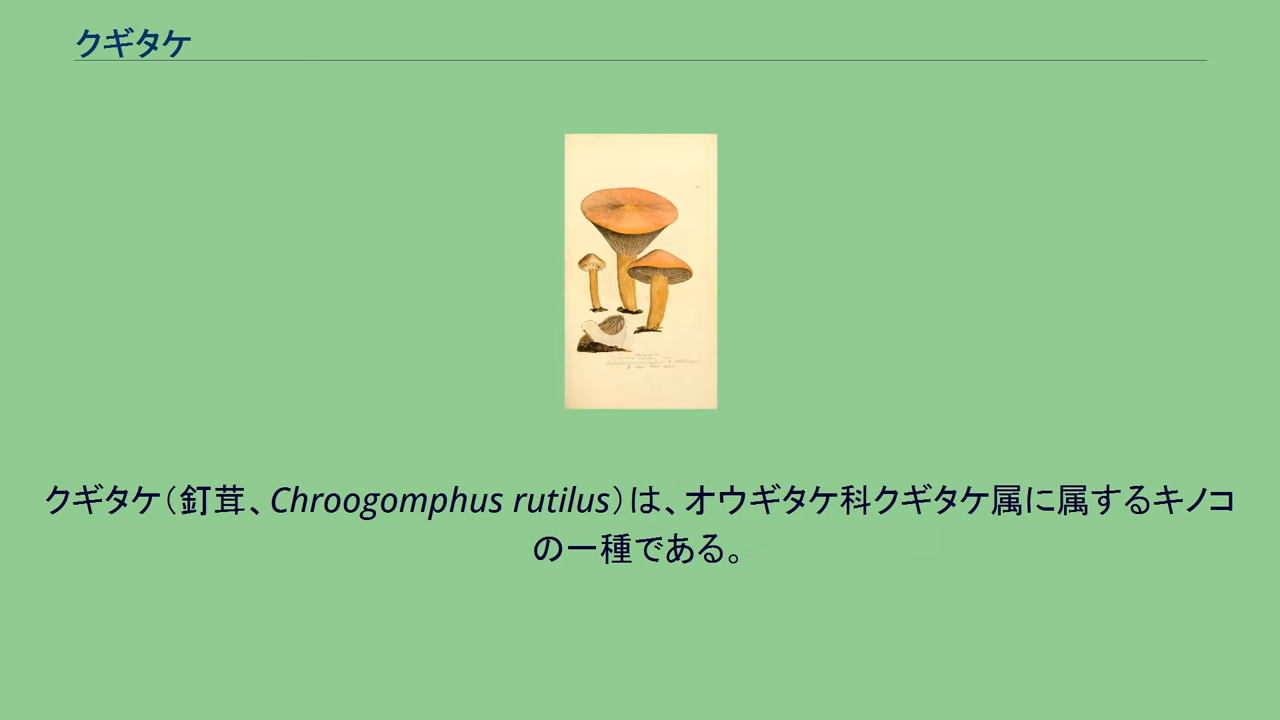 クギタケ
クギタケ（釘茸、Chroogomphus rutilus）は、オウギタケ科クギタケ属に属するキノコ
の一種である。